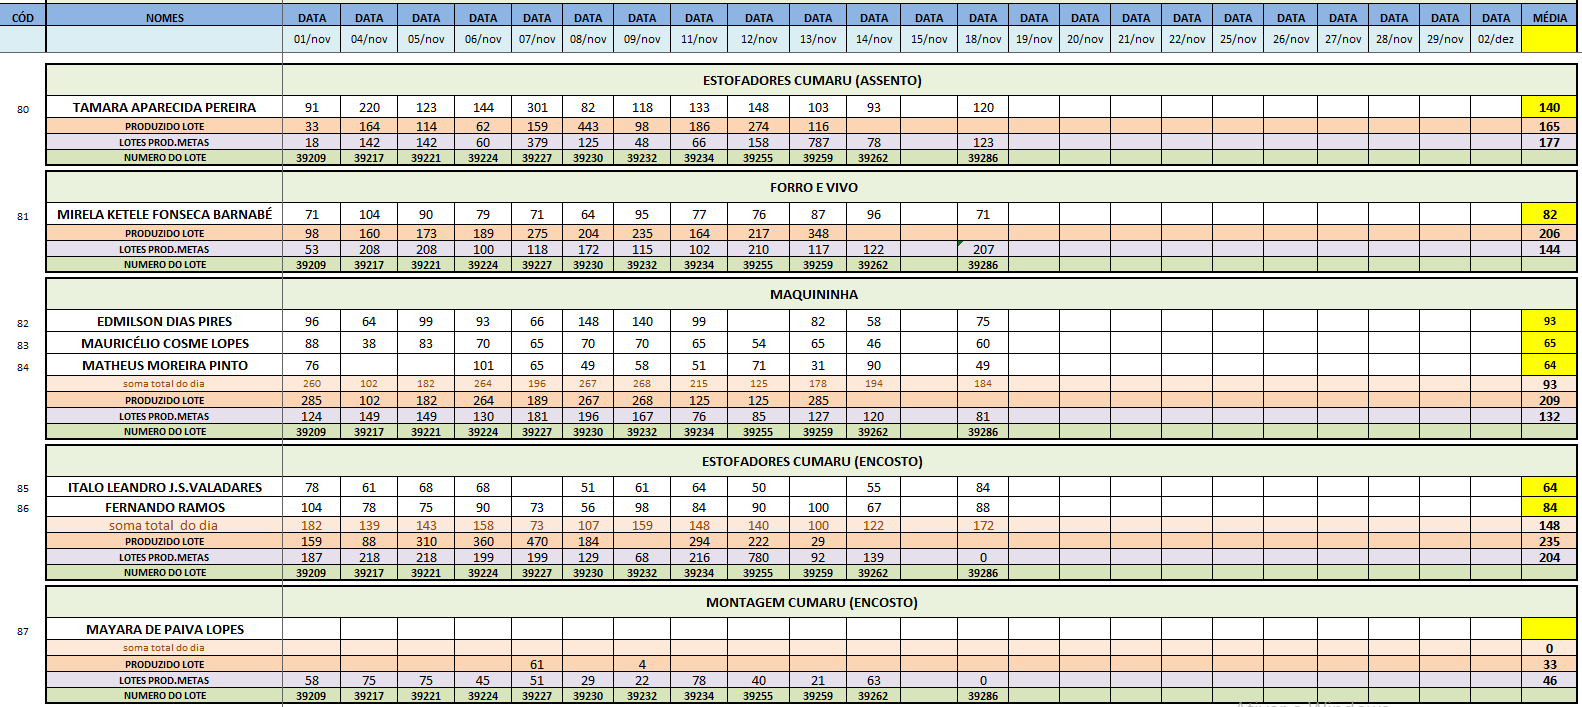 CÓD NOMES DATA DATA DATA DATA DATA DATA DATA DATA DATA DATA DATA DATA DATA DATA DATA DATA DATA DATA DATA DATA DATA DATA DATA MÉDIA
01/nov 04/nov 05/nov 06/nov 07/nov 08/nov 09/nov 11/nov 12/nov 13/nov 14/nov 15/nov 18/nov 19/nov 20/nov 21/nov 22/nov 25/nov 26/nov 27/nov 28/nov 29/nov 02/dez
ESTOFADORES CUMARU (ASSENTO)
80 TAMARA APARECIDA PEREIRA 91 220 123 144 301 82 118 133 148 103 93 120 140
PRODUZIDO LOTE 33 164 114 62 159 443 98 186 274 116 165
LOTES PROD.METAS 18 142 142 60 379 125 48 66 158 787 78 123 177
NUMERO DO LOTE 39209 39217 39221 39224 39227 39230 39232 39234 39255 39259 39262 39286
FORRO E VIVO
81 MIRELA KETELE FONSECA BARNABÉ 71 104 90 79 71 64 95 77 76 87 96 71 82
PRODUZIDO LOTE 98 160 173 189 275 204 235 164 217 348 206
LOTES PROD.METAS 53 208 208 100 118 172 115 102 210 117 122 207 144
NUMERO DO LOTE 39209 39217 39221 39224 39227 39230 39232 39234 39255 39259 39262 39286
MAQUININHA
82 EDMILSON DIAS PIRES 96 64 99 93 66 148 140 99 82 58 75 93
83 MAURICÉLIO COSME LOPES 88 38 83 70 65 70 70 65 54 65 46 60 65
84 MATHEUS MOREIRA PINTO 76 101 65 49 58 51 71 31 90 49 64
soma total do dia 260 102 182 264 196 267 268 215 125 178 194 184 93
PRODUZIDO LOTE 285 102 182 264 189 267 268 125 125 285 209
LOTES PROD.METAS 124 149 149 130 181 196 167 76 85 127 120 81 132
NUMERO DO LOTE 39209 39217 39221 39224 39227 39230 39232 39234 39255 39259 39262 39286
ESTOFADORES CUMARU (ENCOSTO)
85 ITALO LEANDRO J.S.VALADARES 78 61 68 68 51 61 64 50 55 84 64
86 FERNANDO RAMOS 104 78 75 90 73 56 98 84 90 100 67 88 84
soma total do dia 182 139 143 158 73 107 159 148 140 100 122 172 148
PRODUZIDO LOTE 159 88 310 360 470 184 294 222 29 235
LOTES PROD.METAS 187 218 218 199 199 129 68 216 780 92 139 0 204
NUMERO DO LOTE 39209 39217 39221 39224 39227 39230 39232 39234 39255 39259 39262 39286
MONTAGEM CUMARU (ENCOSTO)
87 MAYARA DE PAIVA LOPES
soma total do dia 0
PRODUZIDO LOTE 61 4 33
LOTES PROD.METAS 58 75 75 45 51 29 22 78 40 21 63 0 46
NUMERO DO LOTE 39209 39217 39221 39224 39227 39230 39232 39234 39255 39259 39262 39286